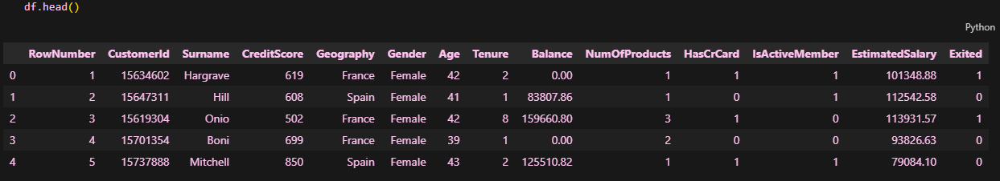 df.head()
Python
RowNumber CustomerId Surname CreditScore Geography Gender Age Tenure Balance NumOfProducts HasCrCard IsActiveMember EstimatedSalary Exited
0 1 15634602 Hargrave 619 France Female 42 2 0.00 1 1 1 101348.88 1
1 2 15647311 Hill 608 Spain Female 41 1 83807.86 1 0 1 112542.58 0
2 3 15619304 Onio 502 France Female 42 8 159660.80 3 1 0 113931.57 1
3 4 15701354 Boni 699 France Female 39 1 0.00 2 0 0 93826.63 0
4 5 15737888 Mitchell 850 Spain Female 43 2 125510.82 1 1 1 79084.10 0